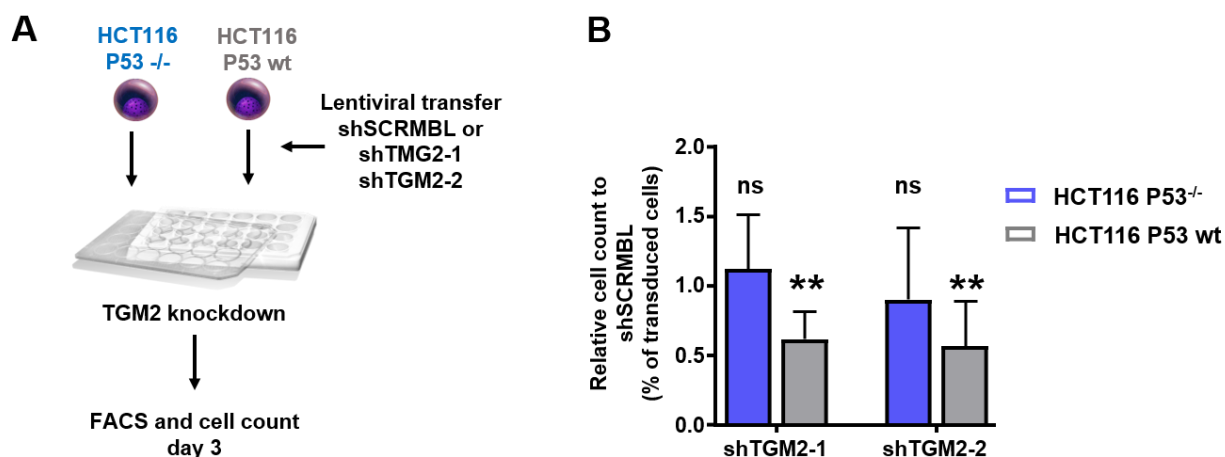 A
HCT116
P53 -/-
HCT116
P53 wt
Lentiviral transfer
shSCRMBL or
shTMG2-1
shTGM2-2
TGM2 knockdown
FACS and cell count
day 3
B
Relative cell count to
shSCRMBL
(% of transduced cells)
2.0
1.5
1.0
0.5
0.0
ns
**
ns
**
shTGM2-1
shTGM2-2
HCT116 P53-/-
HCT116 P53 wt